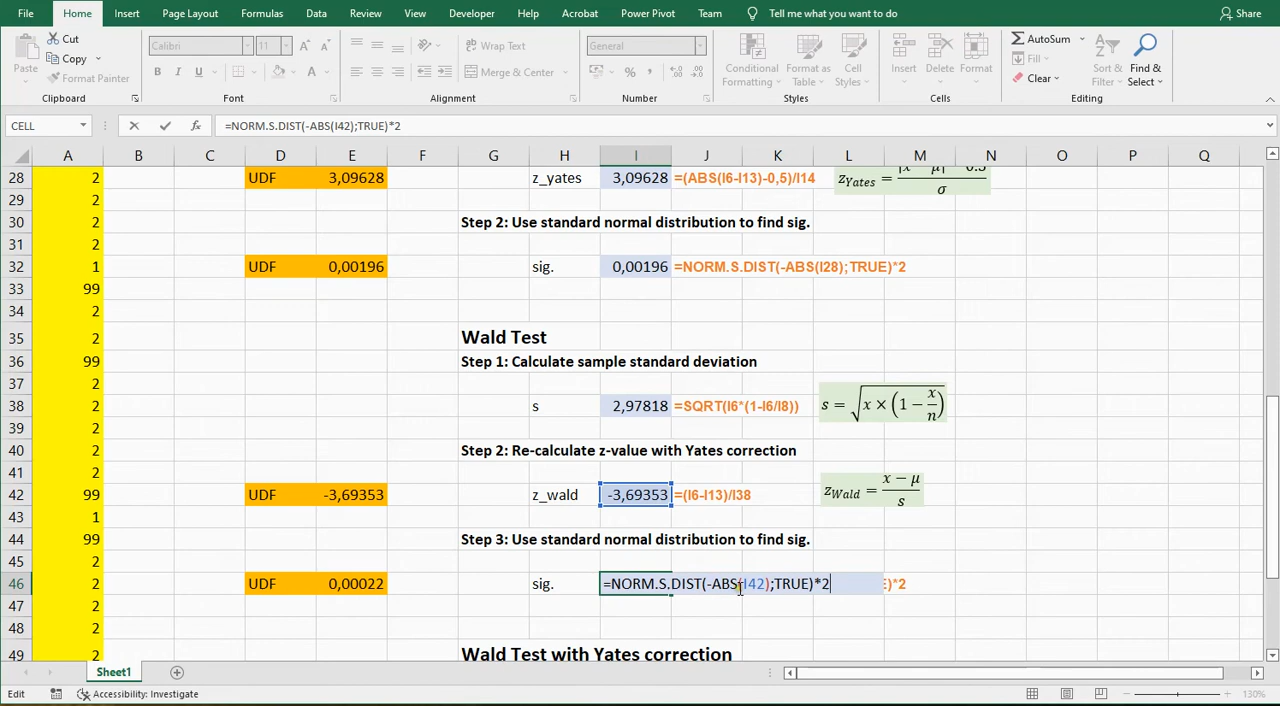 File Home Insert Page Layout Formulas Data Review View Developer Help Acrobat Power Pivot Team Tell me what you want to do Share
Cut
Copy
Format Painter
Paste
Clipboard
Calibri 11
B I U
Font
Wrap Text
Merge & Center
Alignment
General
Number
Conditional Formatting
Format as Table
Cell Styles
Styles
Insert Delete Format
Cells
AutoSum
Fill
Clear
Sort & Filter
Find & Select
Editing
CELL fx =NORM.S.DIST(-ABS(I42);TRUE)*2
A B C D E F G H I J K L M N O P Q
28 2 UDF 3,09628 z_yates 3,09628 =(ABS(I6-I13)-0,5)/I14 z_Yates = |x − μ| − 0.5 / σ
29 2
30 2 Step 2: Use standard normal distribution to find sig.
31 2
32 1 UDF 0,00196 sig. 0,00196 =NORM.S.DIST(-ABS(I28);TRUE)*2
33 99
34 2
35 2 Wald Test
36 99 Step 1: Calculate sample standard deviation
37 2
38 2 s 2,97818 =SQRT(I6*(1-I6/I8)) s = √(x × (1 − x/n))
39 2
40 2 Step 2: Re-calculate z-value with Yates correction
41 2
42 99 UDF -3,69353 z_wald -3,69353 =(I6-I13)/I38 z_Wald = x − μ / s
43 1
44 99 Step 3: Use standard normal distribution to find sig.
45 2
46 2 UDF 0,00022 sig. =NORM.S.DIST(-ABS(I42);TRUE)*2 E)*2
47 2
48 2
49 2 Wald Test with Yates correction
Sheet1
Edit Accessibility: Investigate 130%